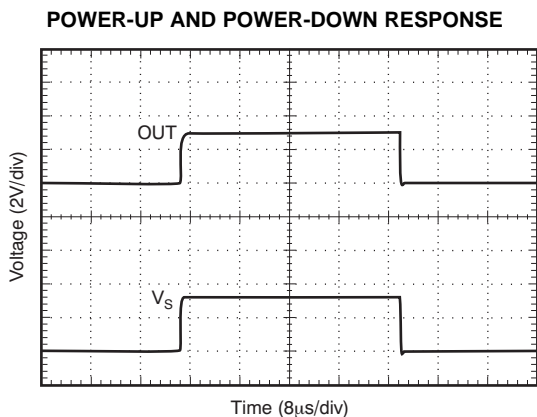 POWER-UP AND POWER-DOWN RESPONSE
OUT
Voltage (2V/div)
VS
Time (8μs/div)